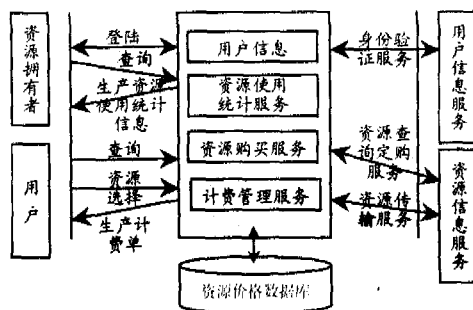 资源拥有者
用户
登陆
查询
生产资源
使用统计
信息
查询
资源
选择
生产计
费单
用户信息
资源使用
统计服务
资源购买服务
计费管理服务
资源价格数据库
身份验
证服务
资源查
询定购
服务
资源传
输服务
用户信息服务
资源信息服务